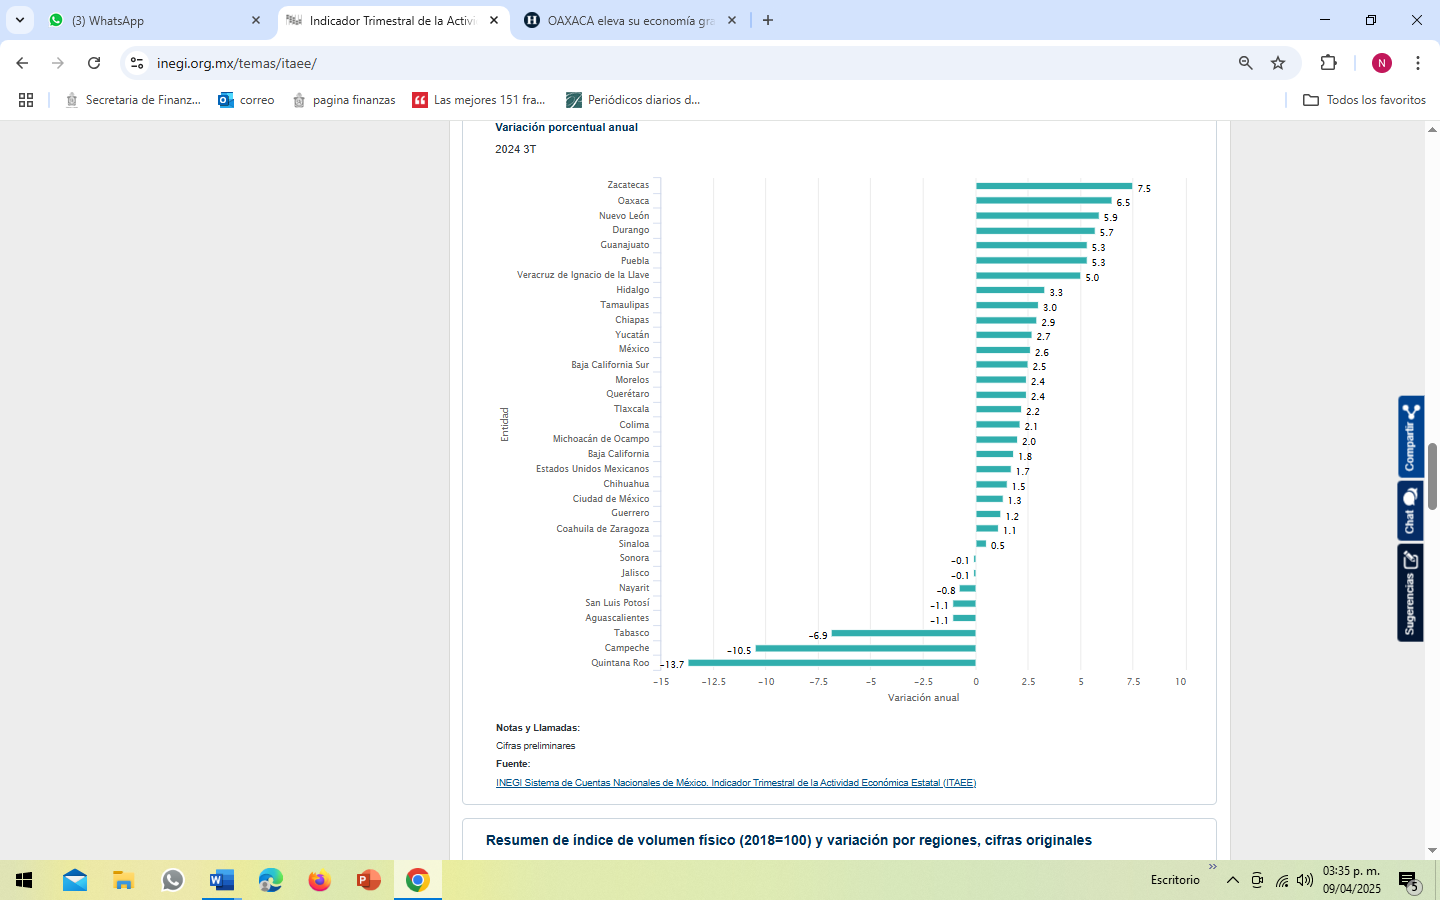 (3) WhatsApp
Indicador Trimestral de la Activi
OAXACA eleva su economía gra
inegi.org.mx/temas/itaee/
N
Secretaria de Finanz...
correo
pagina finanzas
Las mejores 151 fra...
Periódicos diarios d...
Todos los favoritos
Variación porcentual anual
2024 3T
Entidad
Zacatecas 7.5
Oaxaca 6.5
Nuevo León 5.9
Durango 5.7
Guanajuato 5.3
Puebla 5.3
Veracruz de Ignacio de la Llave 5.0
Hidalgo 3.3
Tamaulipas 3.0
Chiapas 2.9
Yucatán 2.7
México 2.6
Baja California Sur 2.5
Morelos 2.4
Querétaro 2.4
Tlaxcala 2.2
Colima 2.1
Michoacán de Ocampo 2.0
Baja California 1.8
Estados Unidos Mexicanos 1.7
Chihuahua 1.5
Ciudad de México 1.3
Guerrero 1.2
Coahuila de Zaragoza 1.1
Sinaloa 0.5
Sonora -0.1
Jalisco -0.1
Nayarit -0.8
San Luis Potosí -1.1
Aguascalientes -1.1
Tabasco -6.9
Campeche -10.5
Quintana Roo -13.7
-15 -12.5 -10 -7.5 -5 -2.5 0 2.5 5 7.5 10
Variación anual
Notas y Llamadas:
Cifras preliminares
Fuente:
INEGI Sistema de Cuentas Nacionales de México. Indicador Trimestral de la Actividad Económica Estatal (ITAEE)
Resumen de índice de volumen físico (2018=100) y variación por regiones, cifras originales
Compartir
Chat
Sugerencias
Escritorio
03:35 p. m.
09/04/2025
5